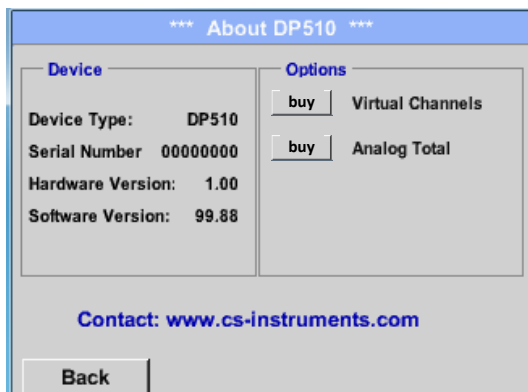 *** About DP510 ***
Device
Device Type: DP510
Serial Number 00000000
Hardware Version: 1.00
Software Version: 99.88
Options
buy Virtual Channels
buy Analog Total
Contact: www.cs-instruments.com
Back